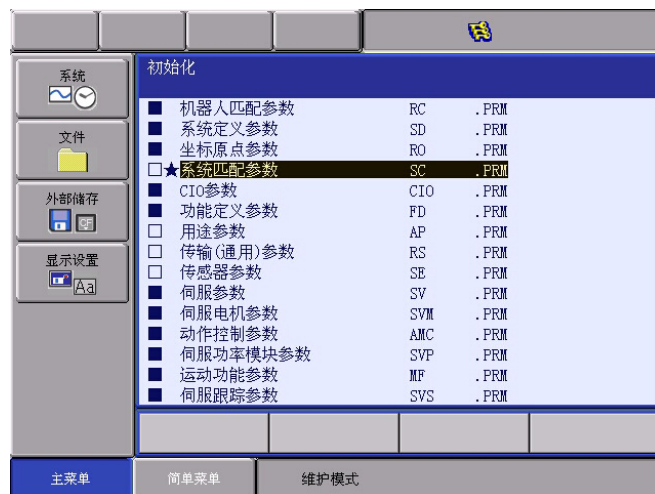 系统
文件
外部储存
CF
显示设置
Aa
初始化
■ 机器人匹配参数 RC .PRM
■ 系统定义参数 SD .PRM
■ 坐标原点参数 RO .PRM
□★系统匹配参数 SC .PRM
■ CIO参数 CIO .PRM
■ 功能定义参数 FD .PRM
□ 用途参数 AP .PRM
□ 传输(通用)参数 RS .PRM
□ 传感器参数 SE .PRM
■ 伺服参数 SV .PRM
■ 伺服电机参数 SVM .PRM
■ 动作控制参数 AMC .PRM
■ 伺服功率模块参数 SVP .PRM
■ 运动功能参数 MF .PRM
■ 伺服跟踪参数 SVS .PRM
主菜单 简单菜单 维护模式